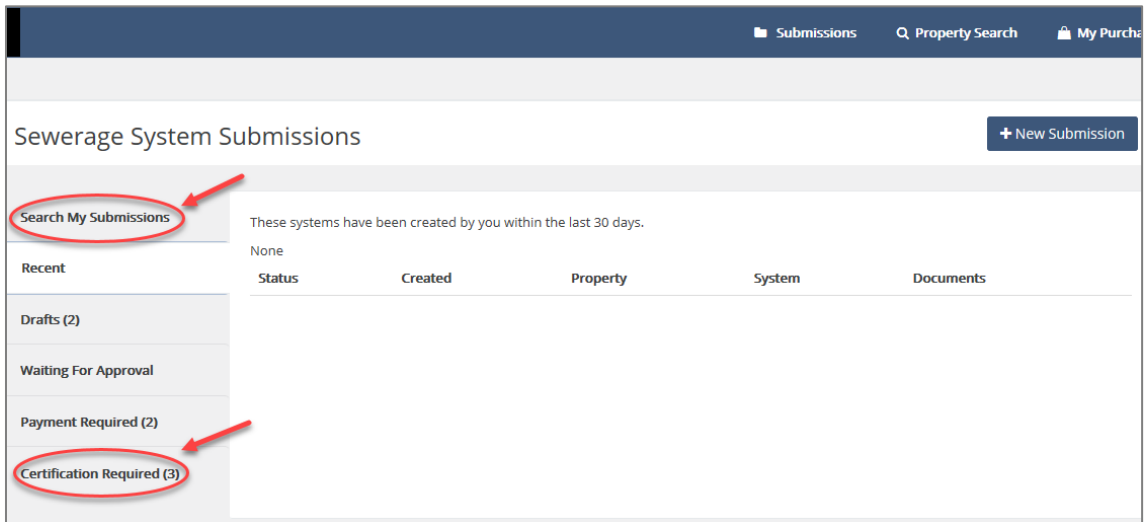 Submissions Property Search My Purcha
Sewerage System Submissions
+ New Submission
Search My Submissions
Recent
Drafts (2)
Waiting For Approval
Payment Required (2)
Certification Required (3)
These systems have been created by you within the last 30 days.
None
Status Created Property System Documents